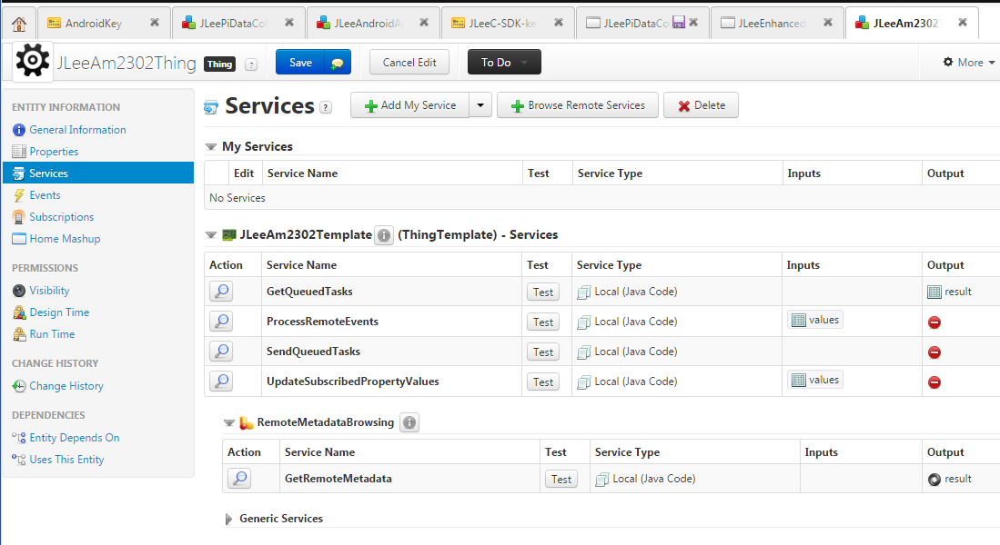 AndroidKey JLeePiDataCo JLeeAndroidA JLeeC-SDK-ke JLeePiDataCo JLeeEnhanced JLeeAm2302
JLeeAm2302Thing Thing ? Save Cancel Edit To Do More
ENTITY INFORMATION
General Information
Properties
Services
Events
Subscriptions
Home Mashup
PERMISSIONS
Visibility
Design Time
Run Time
CHANGE HISTORY
Change History
DEPENDENCIES
Entity Depends On
Uses This Entity
Services ? Add My Service Browse Remote Services Delete
My Services
Edit Service Name Test Service Type Inputs Output
No Services
JLeeAm2302Template (ThingTemplate) - Services
Action Service Name Test Service Type Inputs Output
GetQueuedTasks Test Local (Java Code) result
ProcessRemoteEvents Test Local (Java Code) values
SendQueuedTasks Test Local (Java Code)
UpdateSubscribedPropertyValues Test Local (Java Code) values
RemoteMetadataBrowsing
Action Service Name Test Service Type Inputs Output
GetRemoteMetadata Test Local (Java Code) result
Generic Services